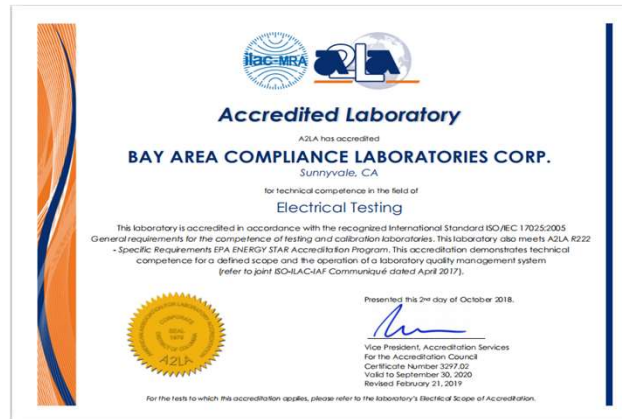 ilac-MRA
A2LA
Accredited Laboratory
A2LA has accredited
BAY AREA COMPLIANCE LABORATORIES CORP.
Sunnyvale, CA
for technical competence in the field of
Electrical Testing
This laboratory is accredited in accordance with the recognized International Standard ISO/IEC 17025:2005
General requirements for the competence of testing and calibration laboratories. This laboratory also meets A2LA R222
- Specific Requirements EPA ENERGY STAR Accreditation Program. This accreditation demonstrates technical
competence for a defined scope and the operation of a laboratory quality management system
(refer to joint ISO-ILAC-IAF Communiqué dated April 2017).
Presented this 2nd day of October 2018.
Vice President, Accreditation Services
For the Accreditation Council
Certificate Number 3297.02
Valid to September 30, 2020
Revised February 21, 2019
CORPORATE
SEAL
1978
A2LA
For the tests to which this accreditation applies, please refer to the laboratory's Electrical Scope of Accreditation.